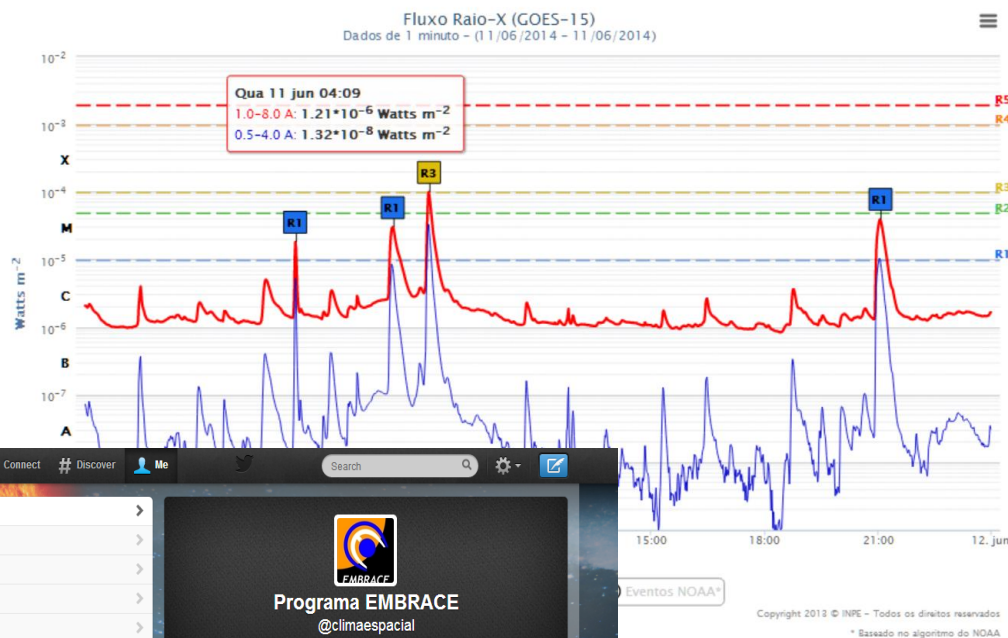 Fluxo Raio-X (GOES-15)
Dados de 1 minuto - (11/06/2014 - 11/06/2014)
10⁻²
10⁻³
X
10⁻⁴
M
10⁻⁵
C
10⁻⁶
B
10⁻⁷
A
Watts m⁻²
Qua 11 jun 04:09
1.0-8.0 A: 1.21*10⁻⁶ Watts m⁻²
0.5-4.0 A: 1.32*10⁻⁸ Watts m⁻²
R1
R1
R3
R1
R5
R4
R3
R2
R1
Connect # Discover Me Search
EMBRACE
Programa EMBRACE
@climaespacial
15:00 18:00 21:00 12. jun
Eventos NOAA*
Copyright 2013 © INPE - Todos os direitos reservados
* Baseado no algoritmo do NOAA